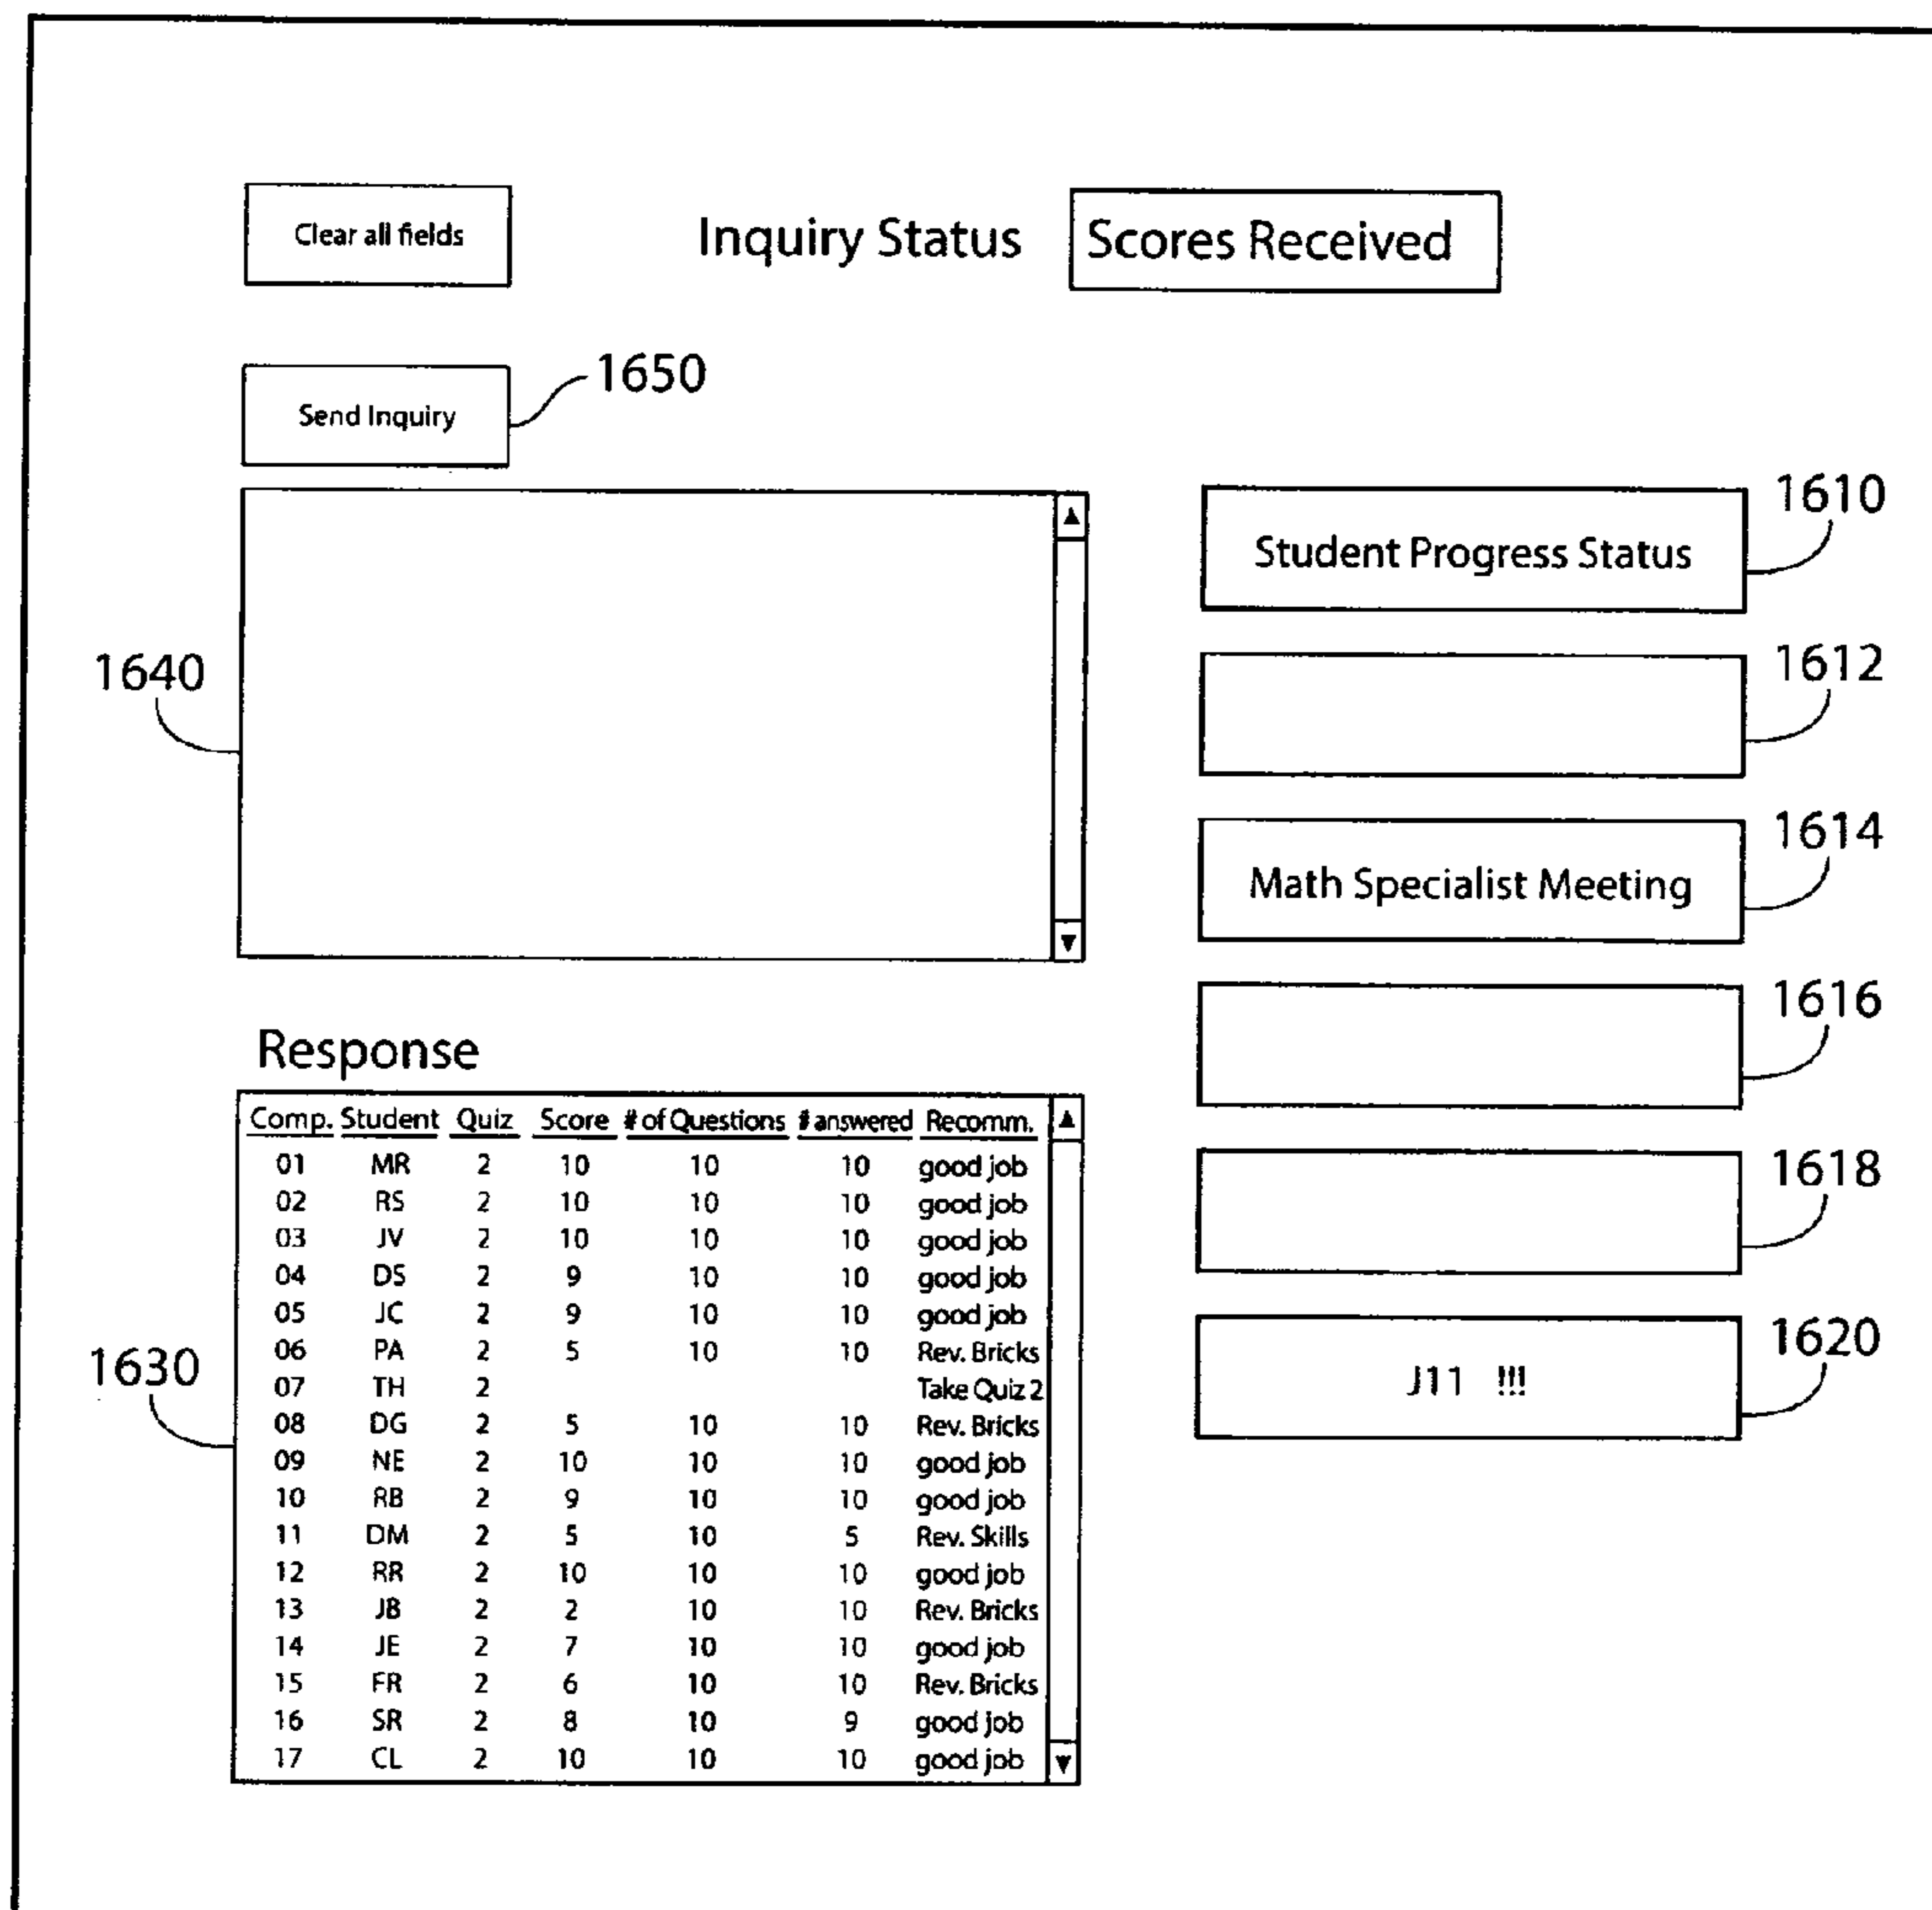 Clear all fields
Inquiry Status
Scores Received
Send Inquiry
1650
1610
Student Progress Status
1640
1612
1614
Math Specialist Meeting
1616
1618
1620
J11 !!!
Response
1630
Comp. Student Quiz Score # of Questions # answered Recomm.
01 MR 2 10 10 10 good job
02 RS 2 10 10 10 good job
03 JV 2 10 10 10 good job
04 DS 2 9 10 10 good job
05 JC 2 9 10 10 good job
06 PA 2 5 10 10 Rev. Bricks
07 TH 2 Take Quiz 2
08 DG 2 5 10 10 Rev. Bricks
09 NE 2 10 10 10 good job
10 RB 2 9 10 10 good job
11 DM 2 5 10 5 Rev. Skills
12 RR 2 10 10 10 good job
13 JB 2 2 10 10 Rev. Bricks
14 JE 2 7 10 10 good job
15 FR 2 6 10 10 Rev. Bricks
16 SR 2 8 10 9 good job
17 CL 2 10 10 10 good job